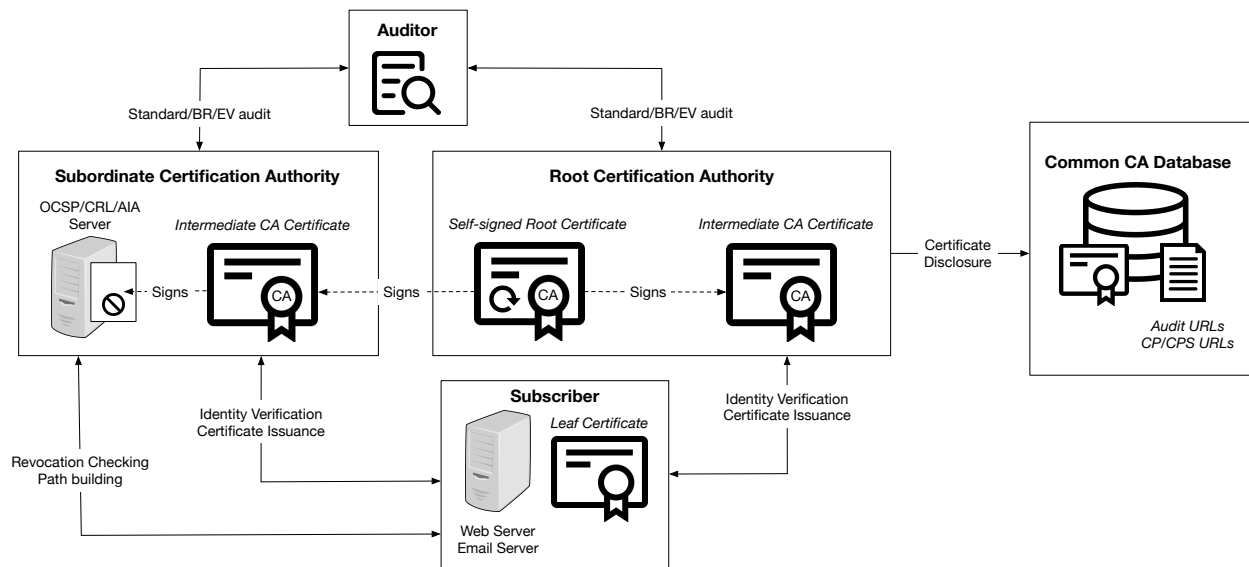 Auditor
Standard/BR/EV audit
Standard/BR/EV audit
Subordinate Certification Authority
OCSP/CRL/AIA
Server
Intermediate CA Certificate
Signs
CA
Signs
Root Certification Authority
Self-signed Root Certificate
CA
Signs
Intermediate CA Certificate
CA
Certificate
Disclosure
Common CA Database
Audit URLs
CP/CPS URLs
Identity Verification
Certificate Issuance
Revocation Checking
Path building
Subscriber
Leaf Certificate
Web Server
Email Server
Identity Verification
Certificate Issuance